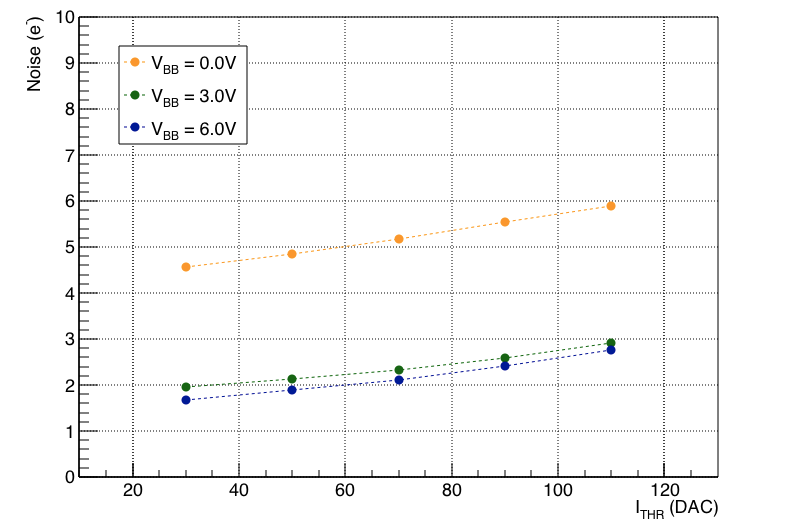 Noise (e⁻)
10
9
8
7
6
5
4
3
2
1
0
V_BB = 0.0V
V_BB = 3.0V
V_BB = 6.0V
20 40 60 80 100 120
I_THR (DAC)